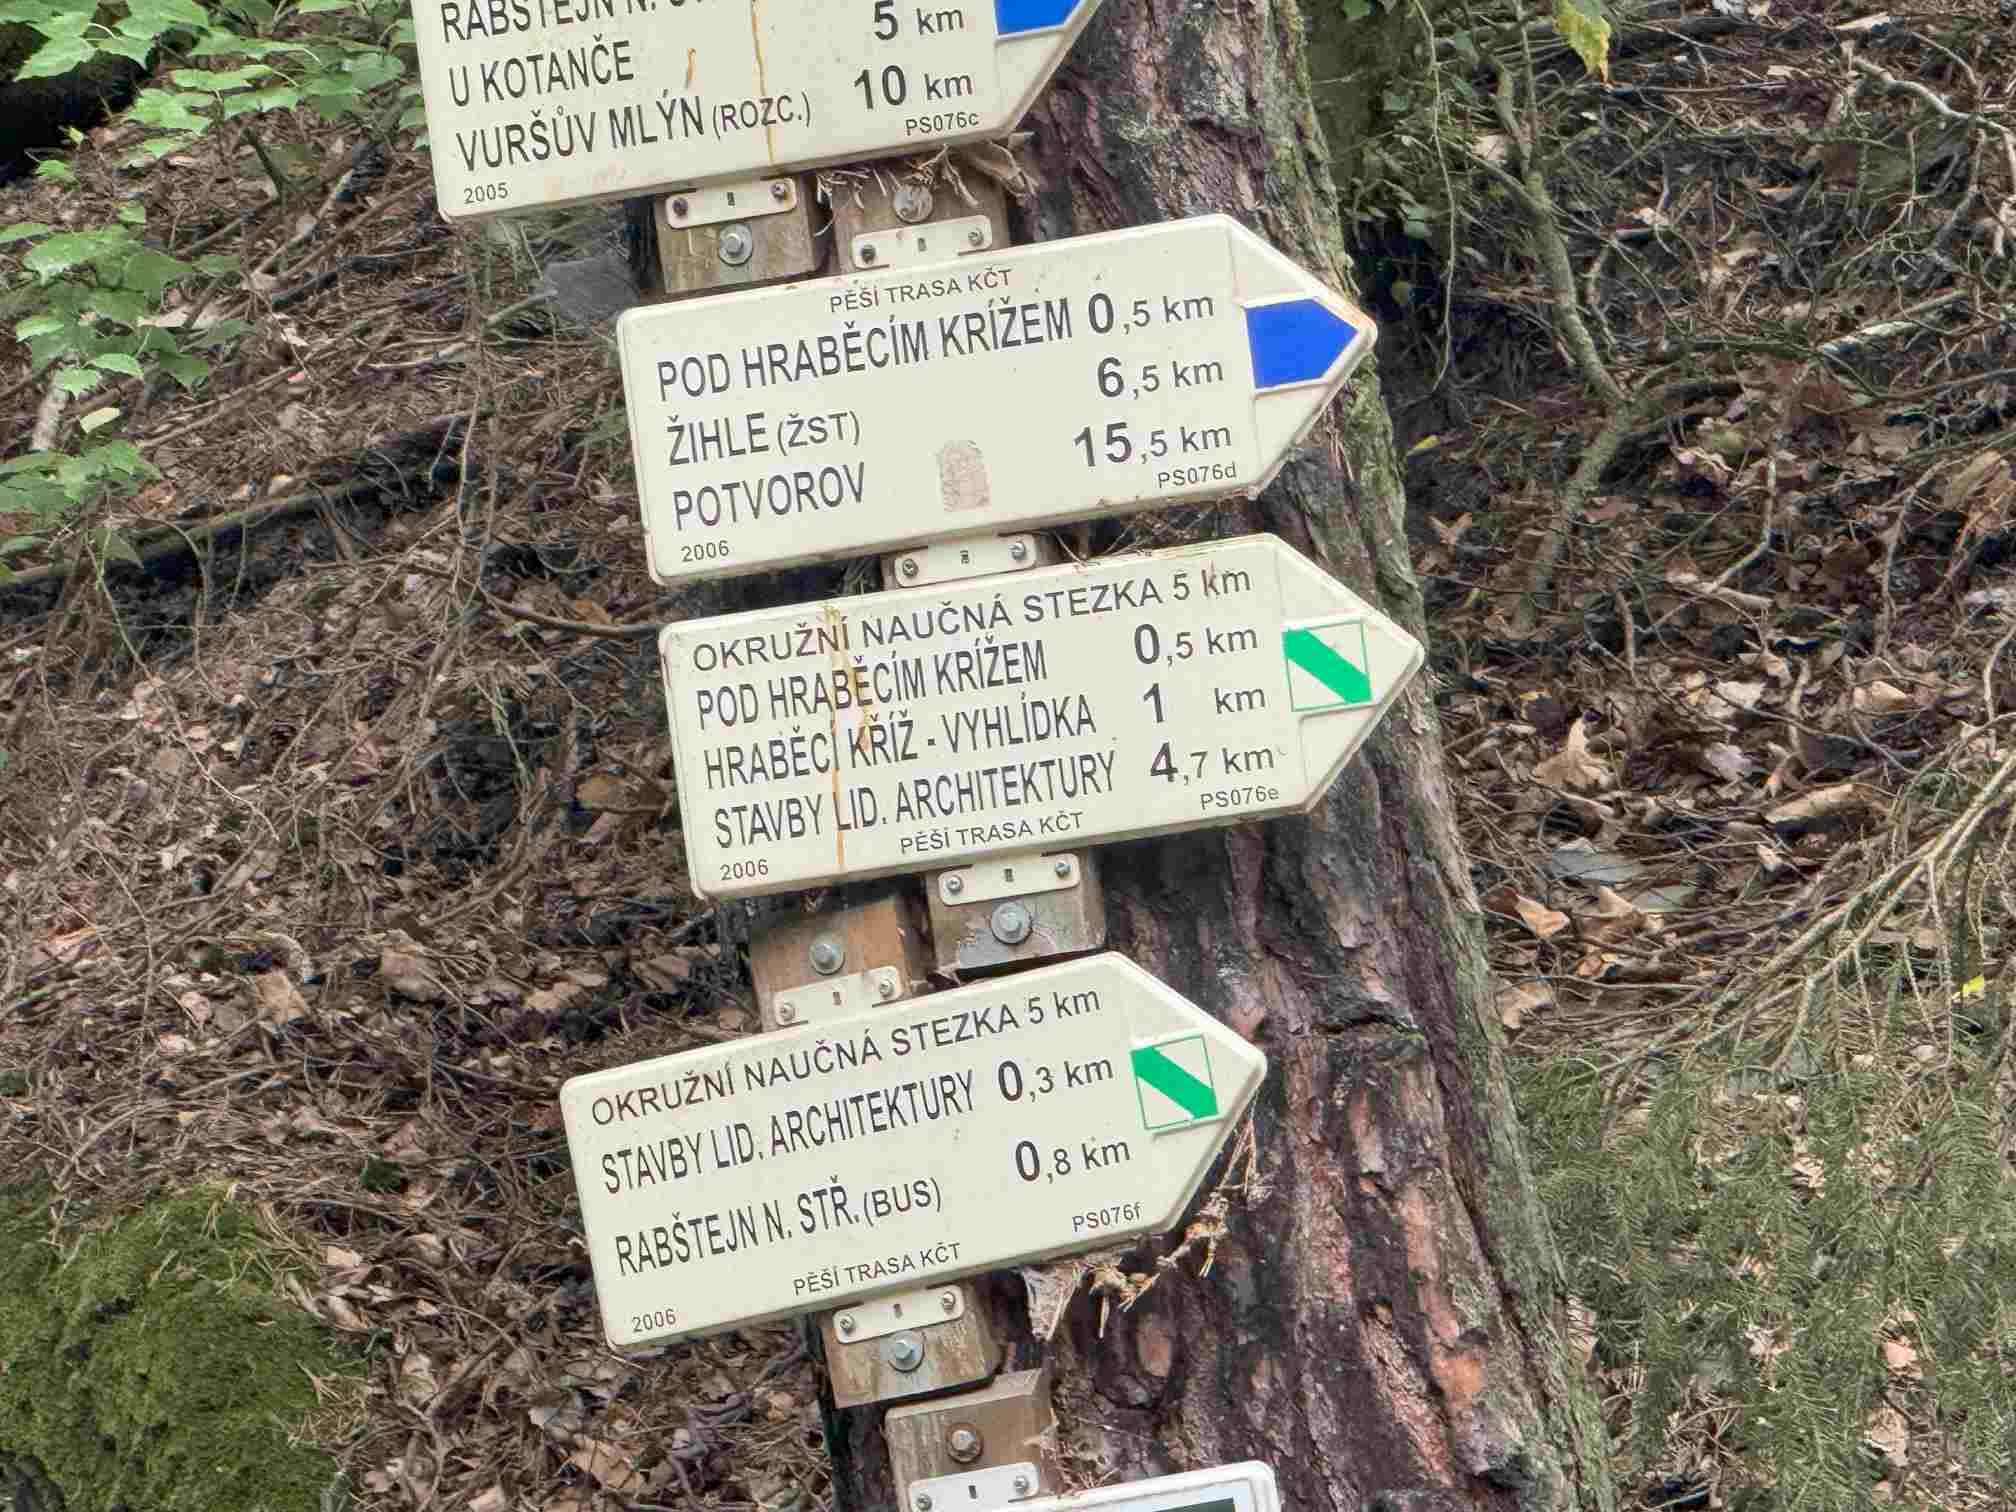 RABŠTEJN N.
U KOTANČE 5 km
VURŠŮV MLÝN (ROZC.) 10 km
PS076c
2005
PĚŠÍ TRASA KČT
POD HRABĚCÍM KRÍŽEM 0,5 km
ŽIHLE (ŽST) 6,5 km
POTVOROV 15,5 km
PS076d
2006
OKRUŽNÍ NAUČNÁ STEZKA 5 km
POD HRABĚCÍM KRÍŽEM 0,5 km
HRABĚCÍ KŘÍŽ - VYHLÍDKA 1 km
STAVBY LID. ARCHITEKTURY 4,7 km
PS076e
PĚŠÍ TRASA KČT
2006
OKRUŽNÍ NAUČNÁ STEZKA 5 km
STAVBY LID. ARCHITEKTURY 0,3 km
RABŠTEJN N. STŘ. (BUS) 0,8 km
PS076f
PĚŠÍ TRASA KČT
2006